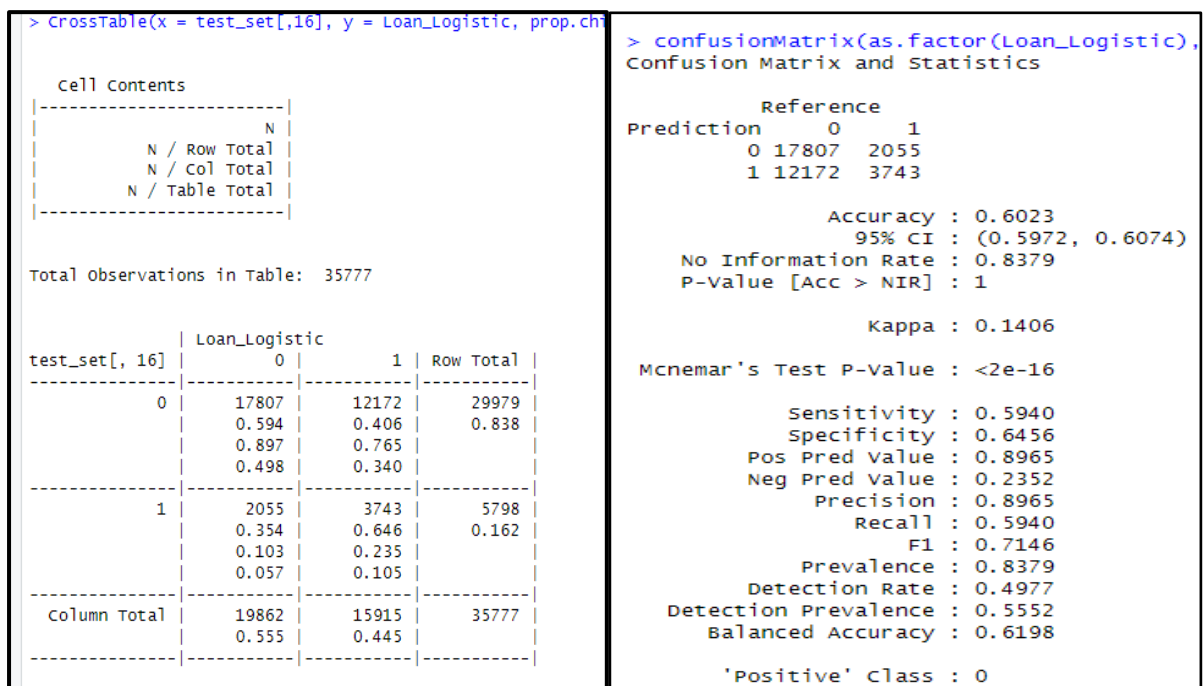 > CrossTable(x = test_set[,16], y = Loan_Logistic, prop.chi
Cell Contents
|-------------------------|
| N |
| N / Row Total |
| N / Col Total |
| N / Table Total |
|-------------------------|
Total Observations in Table: 35777
| Loan_Logistic
test_set[, 16] | 0 | 1 | Row Total |
---------------|-----------|-----------|-----------|
0 | 17807 | 12172 | 29979 |
| 0.594 | 0.406 | 0.838 |
| 0.897 | 0.765 | |
| 0.498 | 0.340 | |
---------------|-----------|-----------|-----------|
1 | 2055 | 3743 | 5798 |
| 0.354 | 0.646 | 0.162 |
| 0.103 | 0.235 | |
| 0.057 | 0.105 | |
---------------|-----------|-----------|-----------|
Column Total | 19862 | 15915 | 35777 |
| 0.555 | 0.445 | |
---------------|-----------|-----------|-----------|
> confusionMatrix(as.factor(Loan_Logistic),
Confusion Matrix and Statistics
Reference
Prediction 0 1
0 17807 2055
1 12172 3743
Accuracy : 0.6023
95% CI : (0.5972, 0.6074)
No Information Rate : 0.8379
P-Value [Acc > NIR] : 1
Kappa : 0.1406
Mcnemar's Test P-Value : <2e-16
Sensitivity : 0.5940
Specificity : 0.6456
Pos Pred Value : 0.8965
Neg Pred Value : 0.2352
Precision : 0.8965
Recall : 0.5940
F1 : 0.7146
Prevalence : 0.8379
Detection Rate : 0.4977
Detection Prevalence : 0.5552
Balanced Accuracy : 0.6198
'Positive' Class : 0